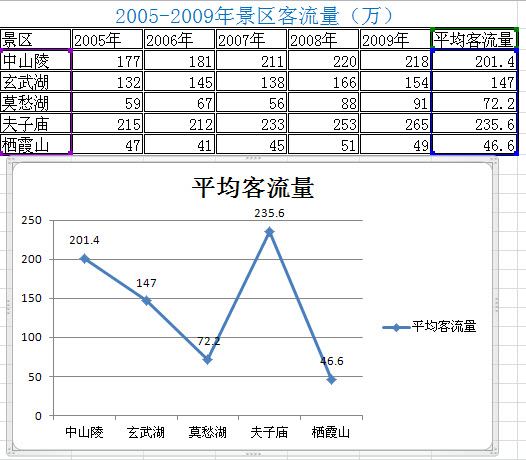 2005-2009年景区客流量（万）
景区 2005年 2006年 2007年 2008年 2009年 平均客流量
中山陵 177 181 211 220 218 201.4
玄武湖 132 145 138 166 154 147
莫愁湖 59 67 56 88 91 72.2
夫子庙 215 212 233 253 265 235.6
栖霞山 47 41 45 51 49 46.6
平均客流量
250
200
150
100
50
0
201.4
147
72.2
235.6
46.6
中山陵 玄武湖 莫愁湖 夫子庙 栖霞山
平均客流量